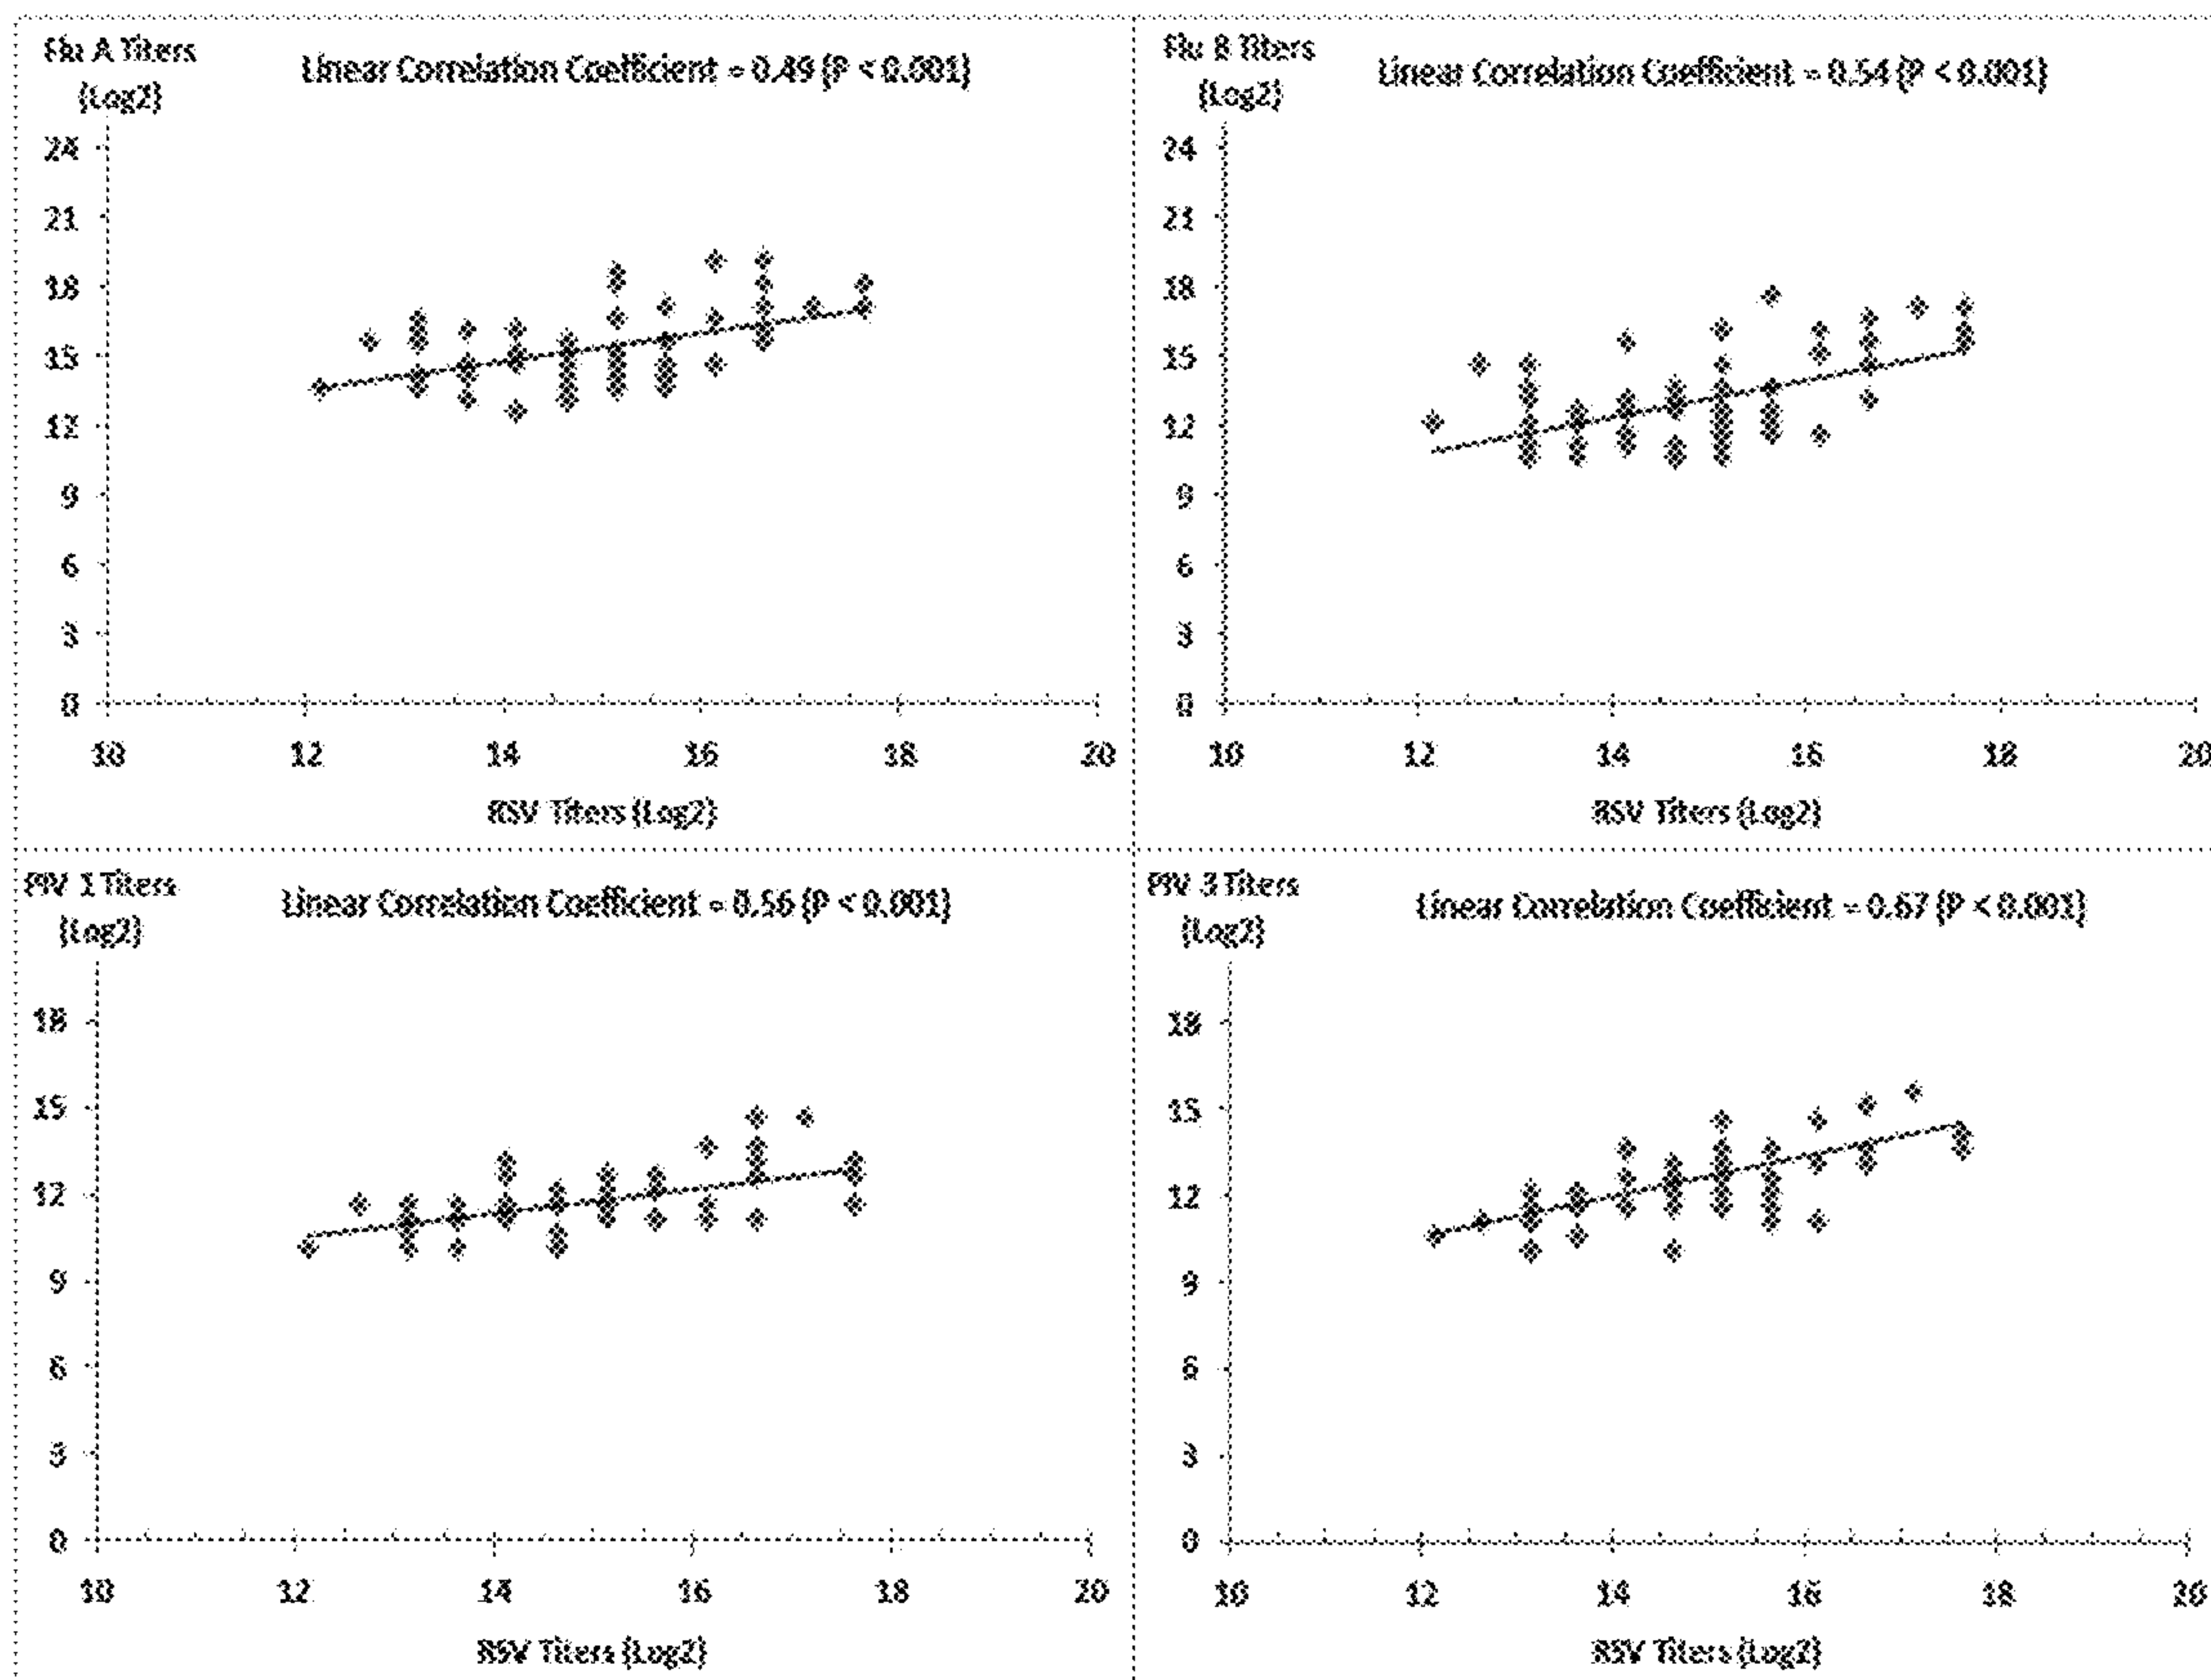 Flu A Titers
(Log2)
Linear Correlation Coefficient = 0.49 (P < 0.001)
24
21
18
15
12
9
6
3
0
10 12 14 16 18 20
RSV Titers (Log2)
Flu B Titers
(Log2)
Linear Correlation Coefficient = 0.54 (P < 0.001)
24
21
18
15
12
9
6
3
0
10 12 14 16 18 20
RSV Titers (Log2)
PIV 1 Titers
(Log2)
Linear Correlation Coefficient = 0.56 (P < 0.001)
18
15
12
9
6
3
0
10 12 14 16 18 20
RSV Titers (Log2)
PIV 3 Titers
(Log2)
Linear Correlation Coefficient = 0.67 (P < 0.001)
18
15
12
9
6
3
0
10 12 14 16 18 20
RSV Titers (Log2)